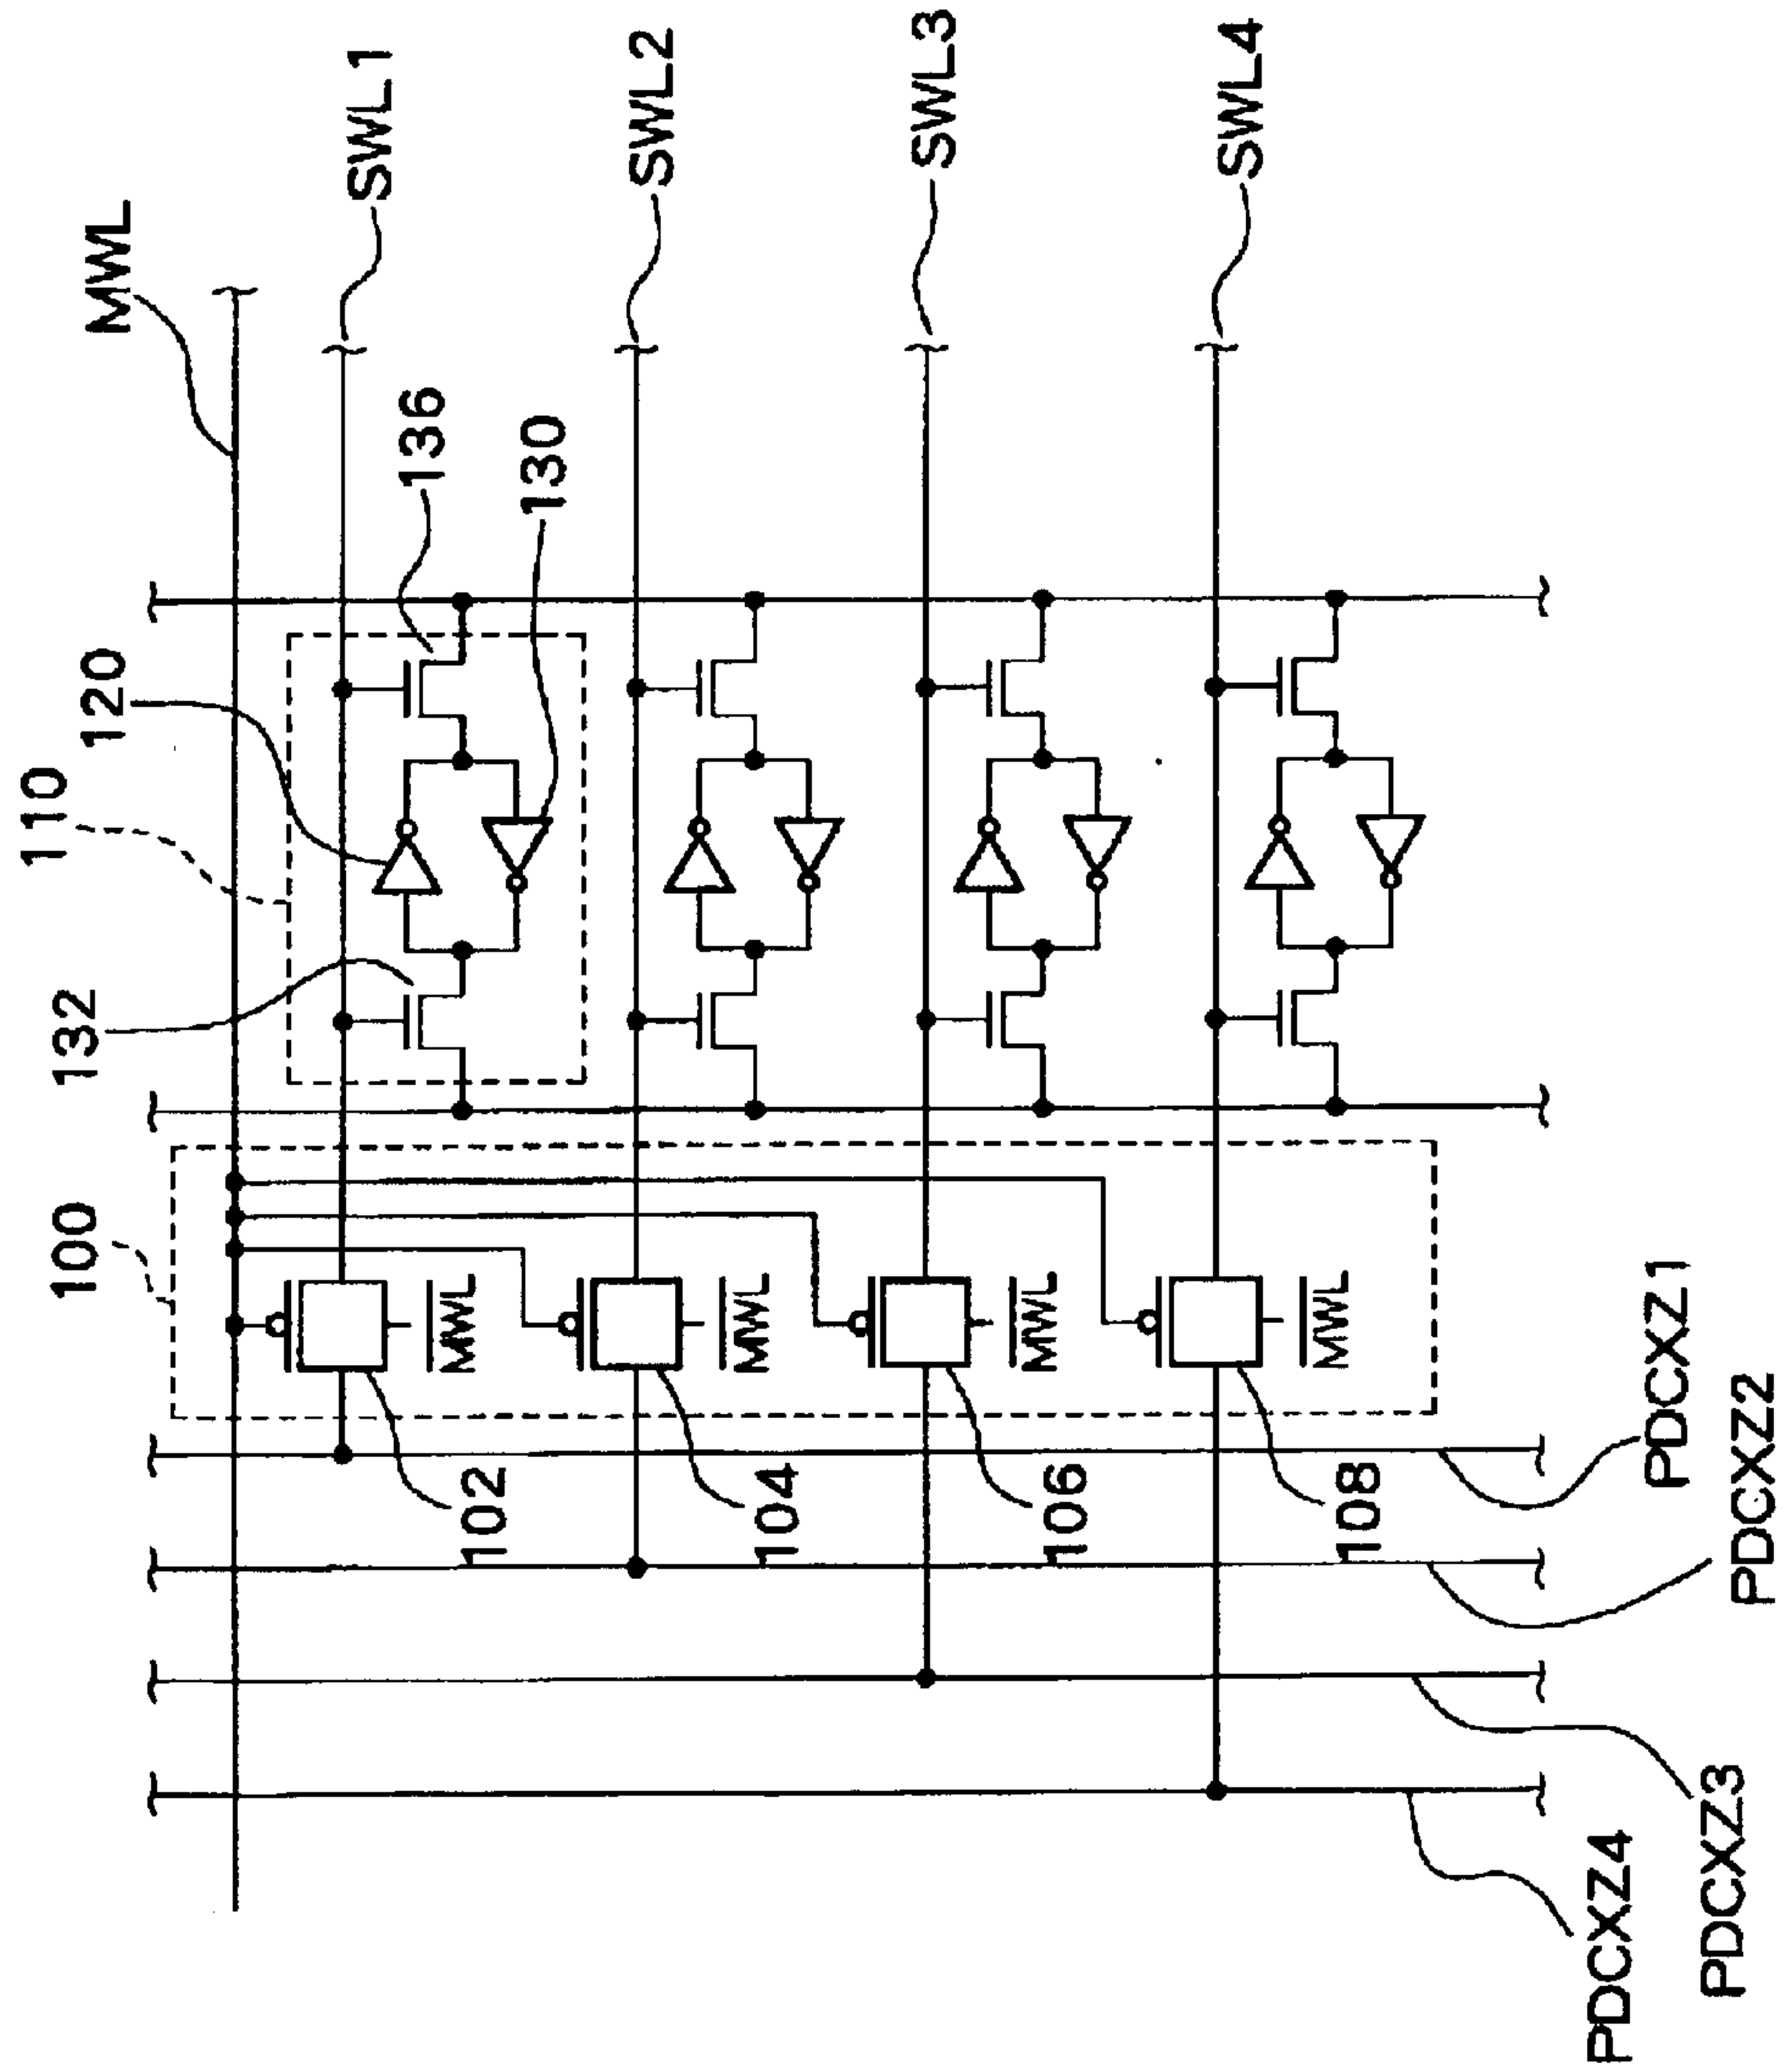 MWL
SWL1
SWL2
SWL3
SWL4
110
120
136
130
132
100
MWL
MWL
MWL
MWL
102
104
106
108
PDCXZ1
PDCXZ2
PDCXZ3
PDCXZ4